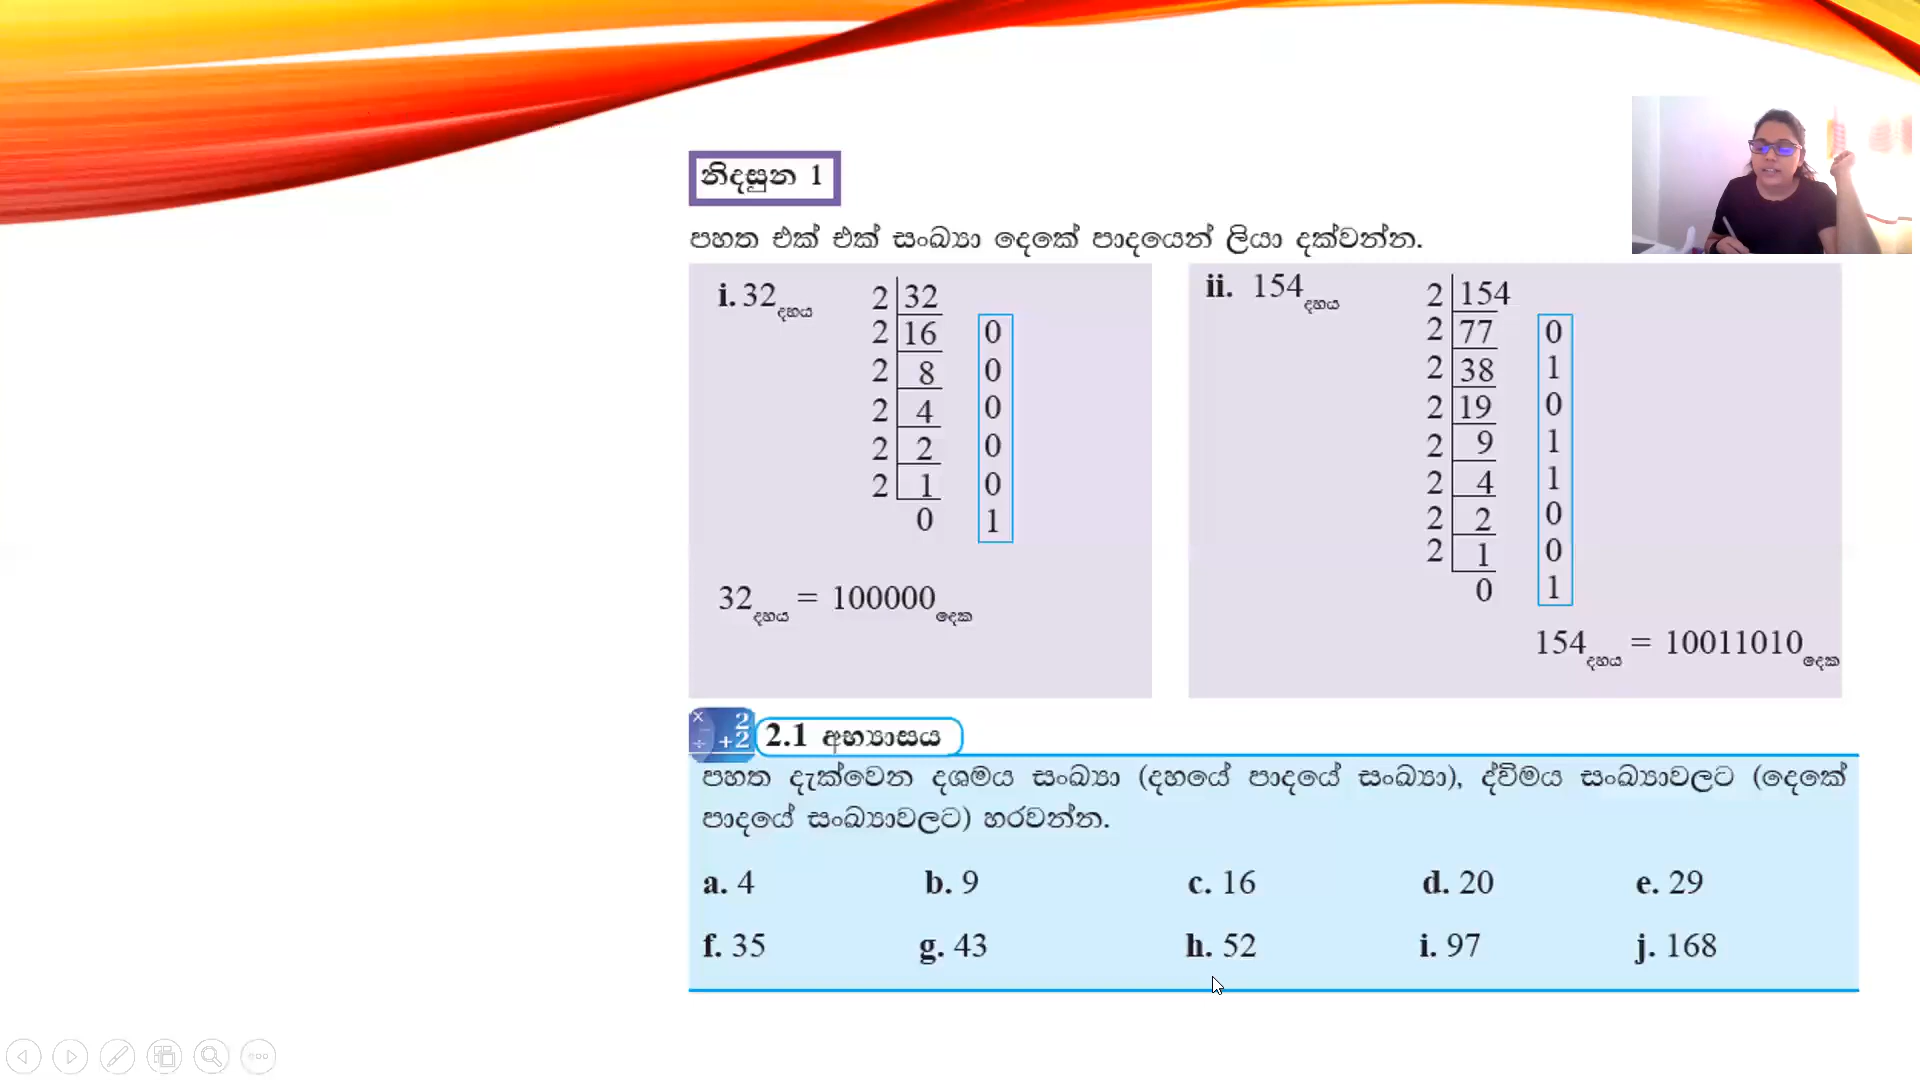 නිදසුන 1
පහත එක් එක් සංඛ්‍යා දෙකේ පාදයෙන් ලියා දක්වන්න.
i. 32දහය
2 32
2 16 0
2 8 0
2 4 0
2 2 0
2 1 0
0 1
32දහය = 100000දෙක
ii. 154දහය
2 154
2 77 0
2 38 1
2 19 0
2 9 1
2 4 1
2 2 0
2 1 0
0 1
154දහය = 10011010දෙක
× 2
÷ +2
2.1 අභ්‍යාසය
පහත දැක්වෙන දශමය සංඛ්‍යා (දහයේ පාදයේ සංඛ්‍යා), ද්විමය සංඛ්‍යාවලට (දෙකේ
පාදයේ සංඛ්‍යාවලට) හරවන්න.
a. 4 b. 9 c. 16 d. 20 e. 29
f. 35 g. 43 h. 52 i. 97 j. 168